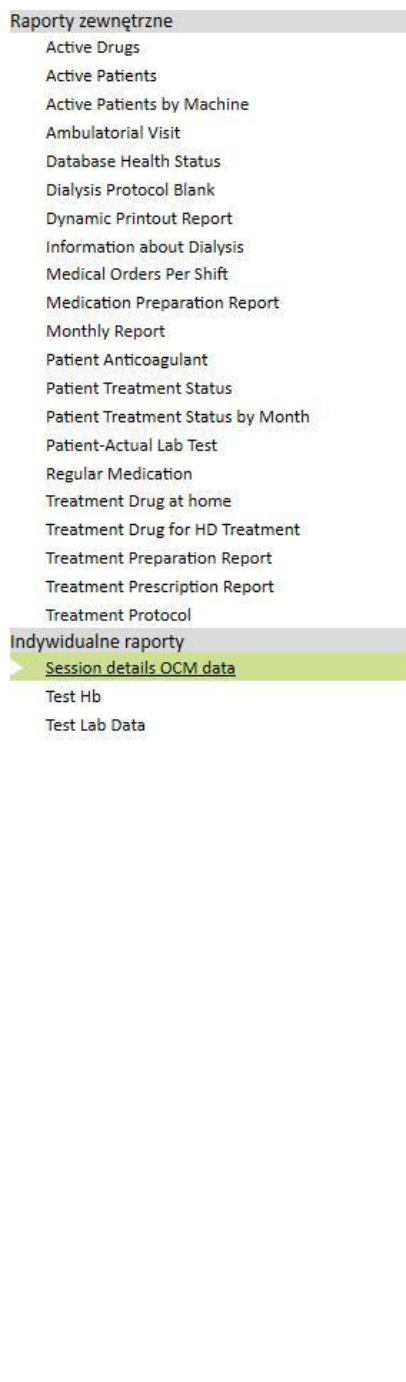 Raporty zewnętrzne
Active Drugs
Active Patients
Active Patients by Machine
Ambulatorial Visit
Database Health Status
Dialysis Protocol Blank
Dynamic Printout Report
Information about Dialysis
Medical Orders Per Shift
Medication Preparation Report
Monthly Report
Patient Anticoagulant
Patient Treatment Status
Patient Treatment Status by Month
Patient-Actual Lab Test
Regular Medication
Treatment Drug at home
Treatment Drug for HD Treatment
Treatment Preparation Report
Treatment Prescription Report
Treatment Protocol
Indywidualne raporty
Session details OCM data
Test Hb
Test Lab Data